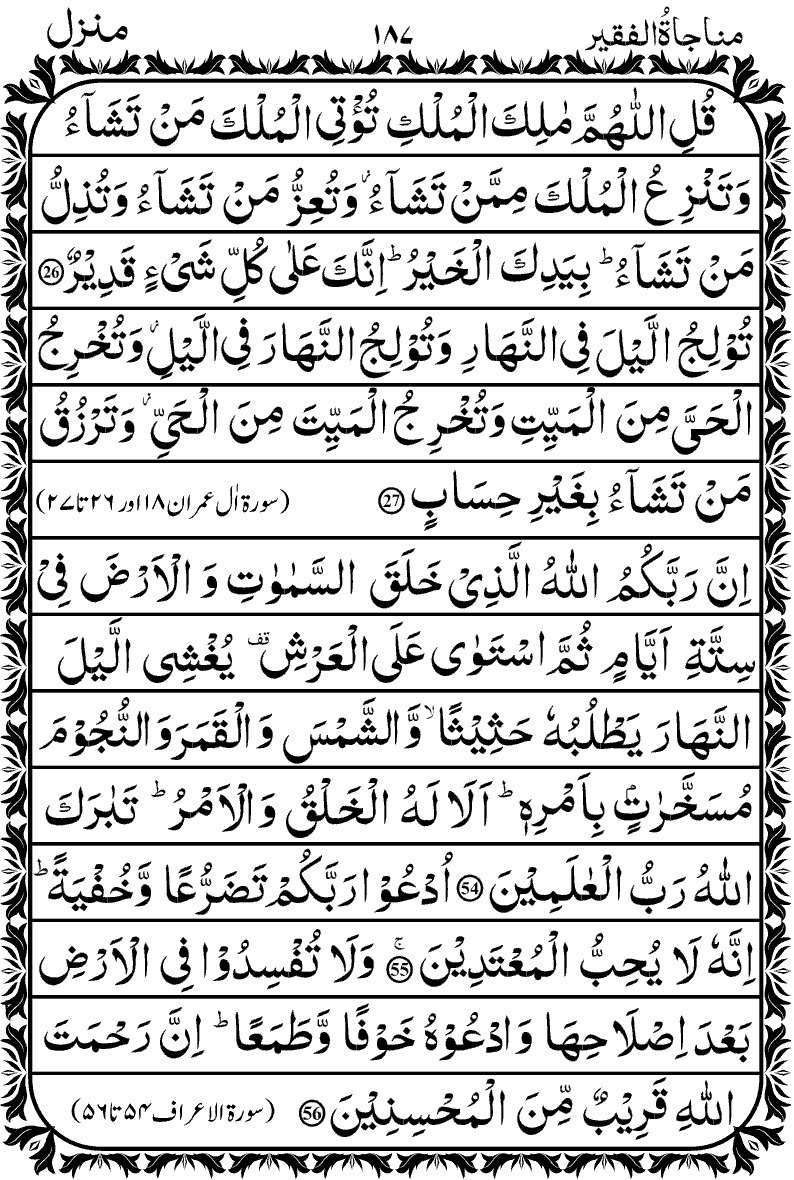 مناجاۃُ الفقیر ۱۸۷ منزل
قُلِ اللّٰهُمَّ مٰلِكَ الْمُلْكِ تُؤْتِی الْمُلْكَ مَنْ تَشَآءُ
وَتَنْزِعُ الْمُلْكَ مِمَّنْ تَشَآءُ ؗ وَتُعِزُّ مَنْ تَشَآءُ وَتُذِلُّ
مَنْ تَشَآءُ ؕ بِیَدِكَ الْخَیْرُ ؕ اِنَّكَ عَلٰی كُلِّ شَیْءٍ قَدِیْرٌ 26
تُوْلِجُ الَّیْلَ فِی النَّهَارِ وَتُوْلِجُ النَّهَارَ فِی الَّیْلِ ؗ وَتُخْرِجُ
الْحَیَّ مِنَ الْمَیِّتِ وَتُخْرِجُ الْمَیِّتَ مِنَ الْحَیِّ ؗ وَتَرْزُقُ
مَنْ تَشَآءُ بِغَیْرِ حِسَابٍ 27 (سورۃ اٰل عمران ۱۸ اور ۲۶ تا ۲۷)
اِنَّ رَبَّكُمُ اللّٰهُ الَّذِیْ خَلَقَ السَّمٰوٰتِ وَ الْاَرْضَ فِیْ
سِتَّةِ اَیَّامٍ ثُمَّ اسْتَوٰی عَلَی الْعَرْشِ قف یُغْشِی الَّیْلَ
النَّهَارَ یَطْلُبُهٗ حَثِیْثًا ۙ وَّالشَّمْسَ وَالْقَمَرَ وَالنُّجُوْمَ
مُسَخَّرٰتٍۭ بِاَمْرِهٖ ؕ اَلَا لَهُ الْخَلْقُ وَالْاَمْرُ ؕ تَبٰرَكَ
اللّٰهُ رَبُّ الْعٰلَمِیْنَ 54 اُدْعُوْا رَبَّكُمْ تَضَرُّعًا وَّخُفْیَةً ؕ
اِنَّهٗ لَا یُحِبُّ الْمُعْتَدِیْنَ 55 ۚ وَلَا تُفْسِدُوْا فِی الْاَرْضِ
بَعْدَ اِصْلَاحِهَا وَادْعُوْهُ خَوْفًا وَّطَمَعًا ؕ اِنَّ رَحْمَتَ
اللّٰهِ قَرِیْبٌ مِّنَ الْمُحْسِنِیْنَ 56 (سورۃ الاعراف ۵۴ تا ۵۶)